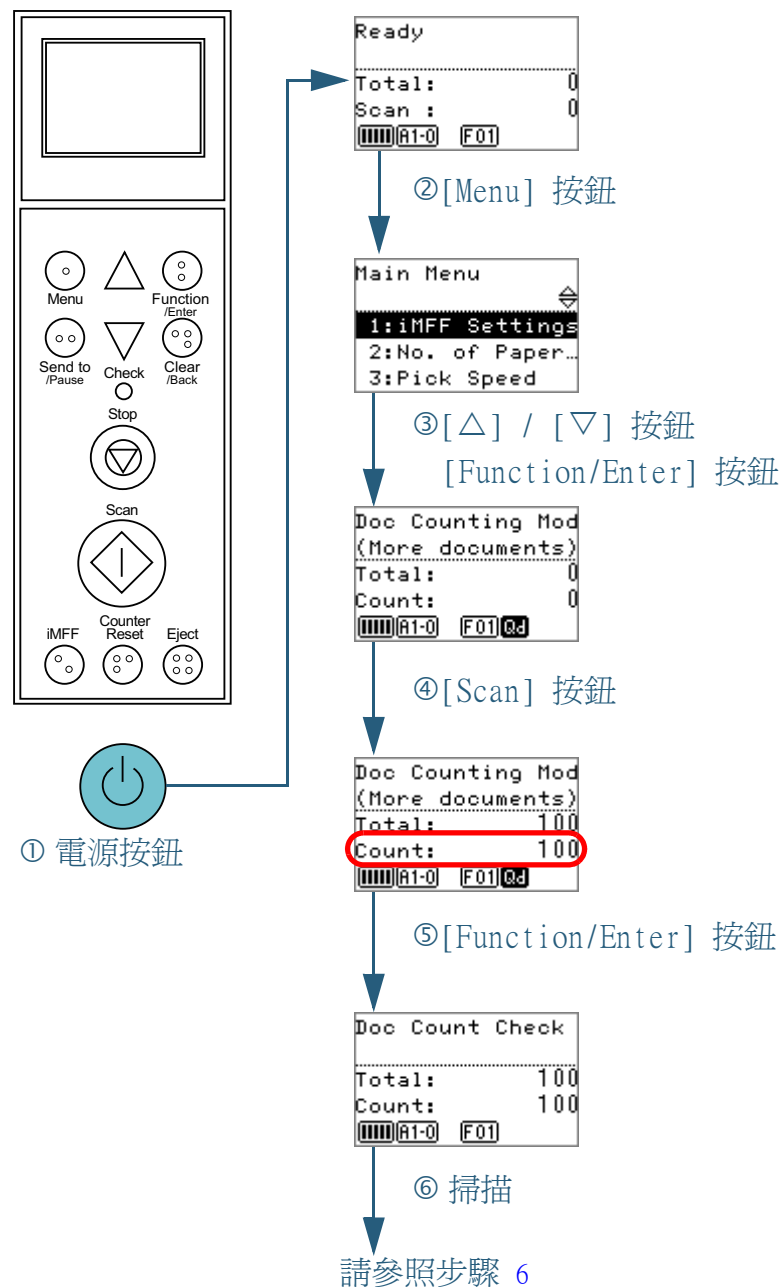 Menu
Function
/Enter
Send to
/Pause
Check
Clear
/Back
Stop
Scan
iMFF
Counter
Reset
Eject
① 電源按鈕
Ready
Total: 0
Scan : 0
A1-0 F01
②[Menu] 按鈕
Main Menu
1:iMFF Settings
2:No. of Paper…
3:Pick Speed
③[△] / [▽] 按鈕
[Function/Enter] 按鈕
Doc Counting Mod
(More documents)
Total: 0
Count: 0
A1-0 F01 Qd
④[Scan] 按鈕
Doc Counting Mod
(More documents)
Total: 100
Count: 100
A1-0 F01 Qd
⑤[Function/Enter] 按鈕
Doc Count Check
Total: 100
Count: 100
A1-0 F01
⑥ 掃描
請參照步驟 6